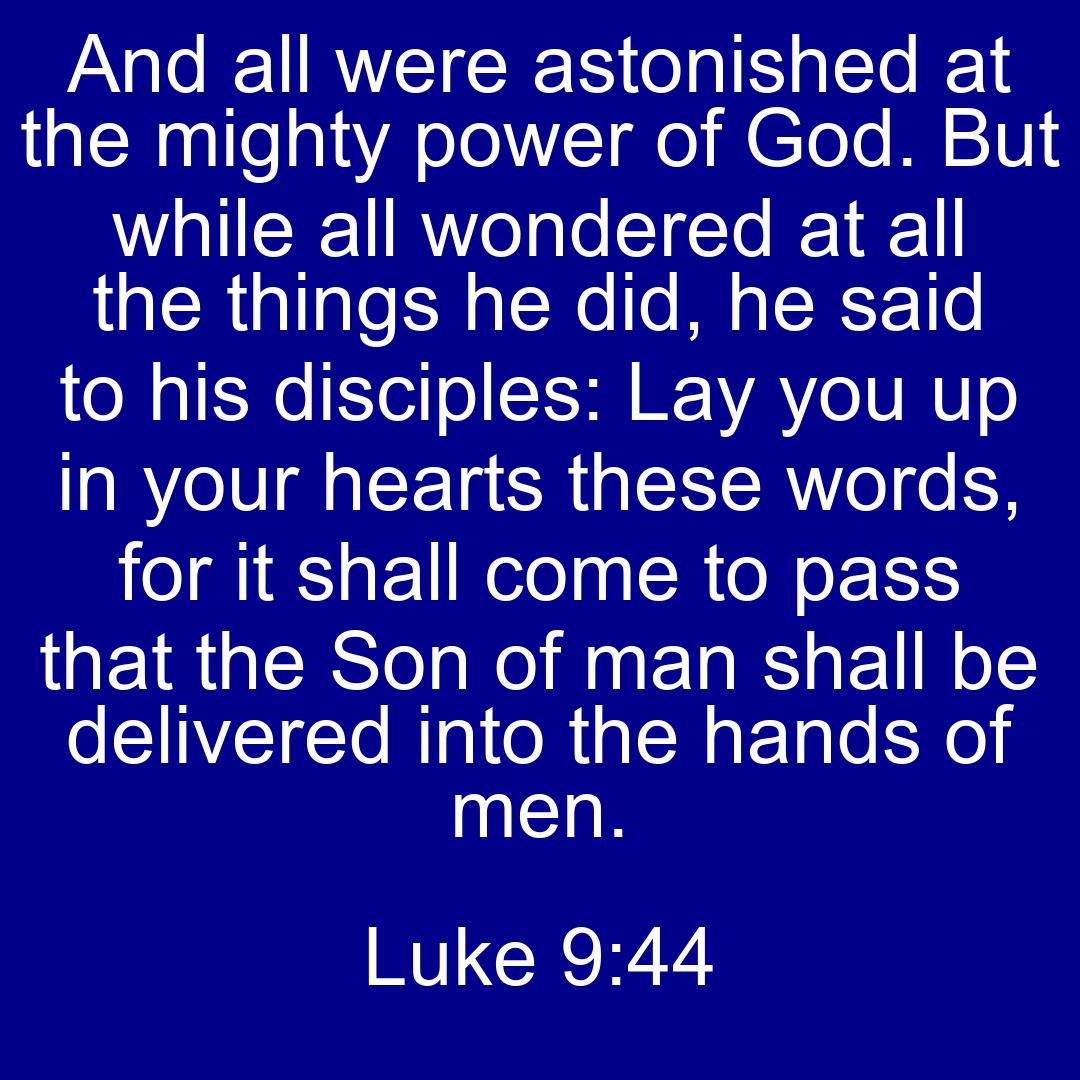 And all were astonished at
the mighty power of God. But
while all wondered at all
the things he did, he said
to his disciples: Lay you up
in your hearts these words,
for it shall come to pass
that the Son of man shall be
delivered into the hands of
men.
Luke 9:44